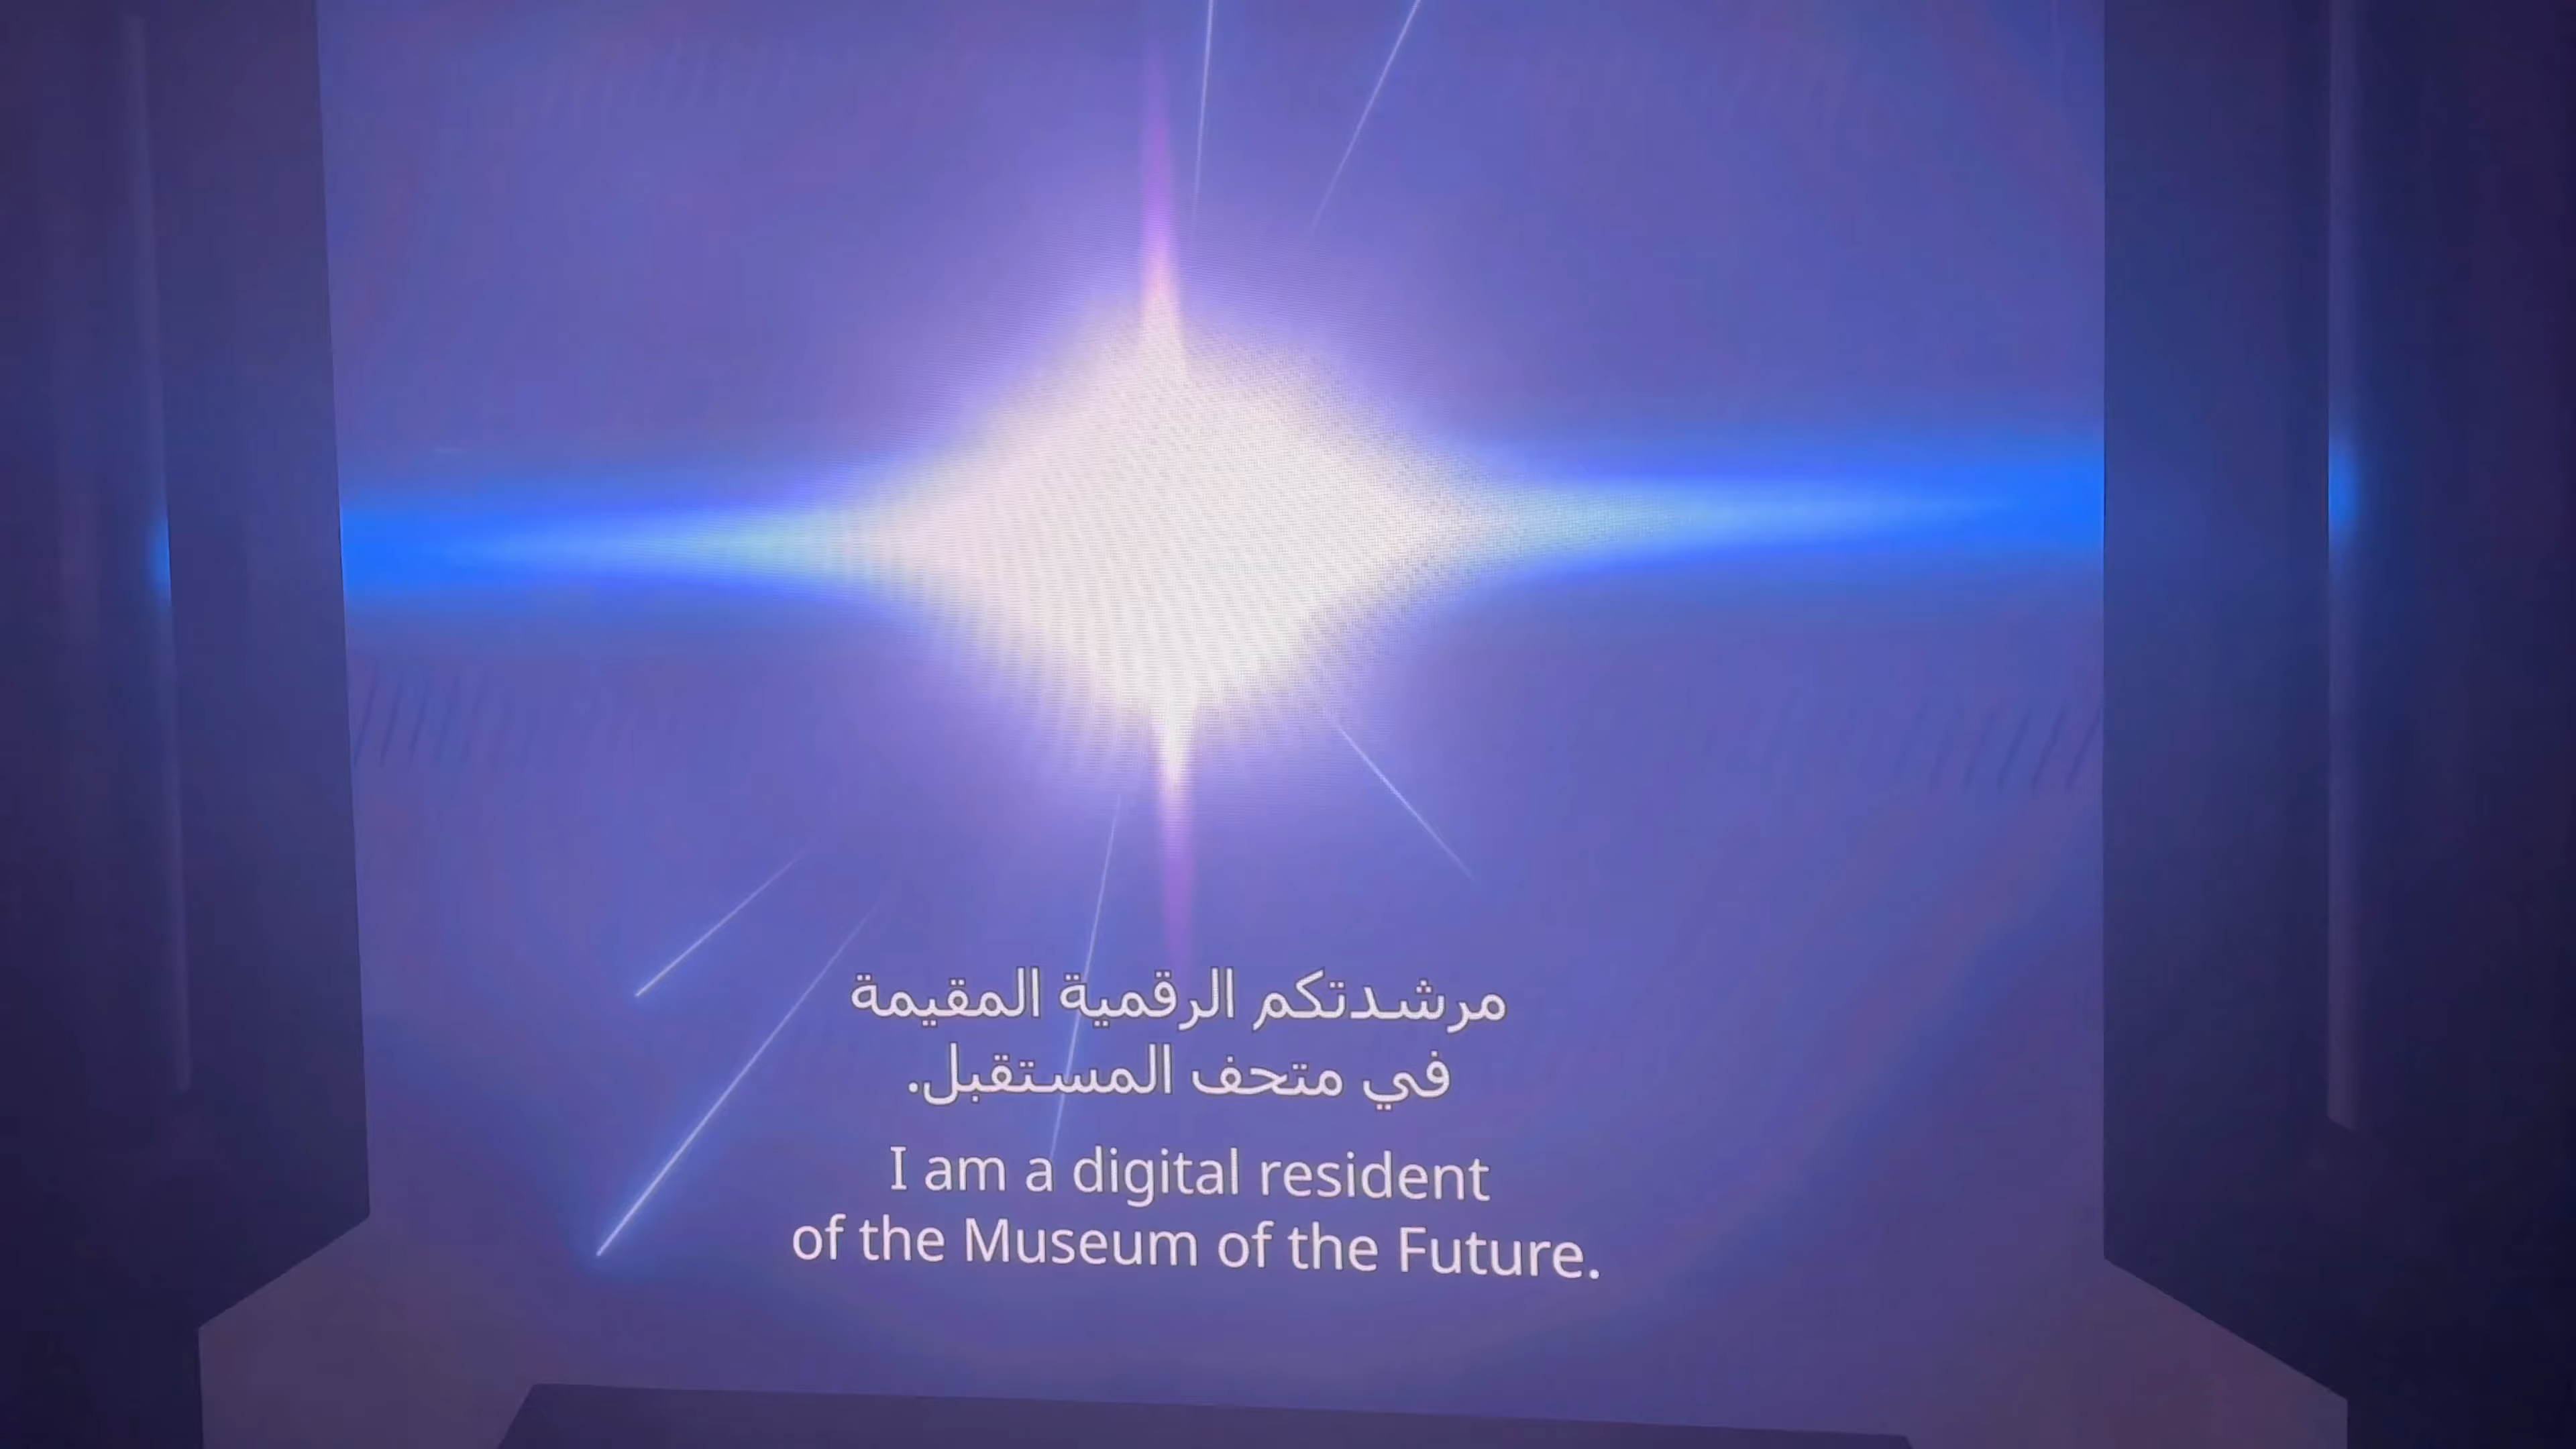 مرشدتكم الرقمية المقيمة
في متحف المستقبل.
I am a digital resident
of the Museum of the Future.